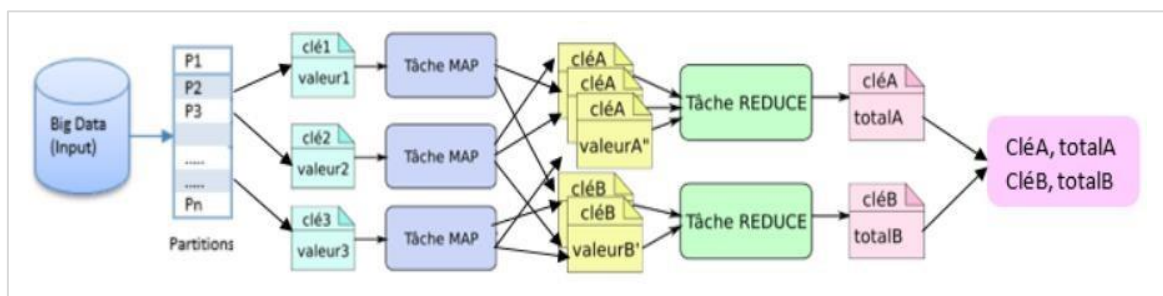 Big Data
(Input)
P1
P2
P3
.....
.....
Pn
Partitions
clé1
valeur1
clé2
valeur2
clé3
valeur3
Tâche MAP
Tâche MAP
Tâche MAP
cléA
cléA
cléA
valeurA"
cléB
cléB
valeurB'
Tâche REDUCE
Tâche REDUCE
cléA
totalA
cléB
totalB
CléA, totalA
CléB, totalB